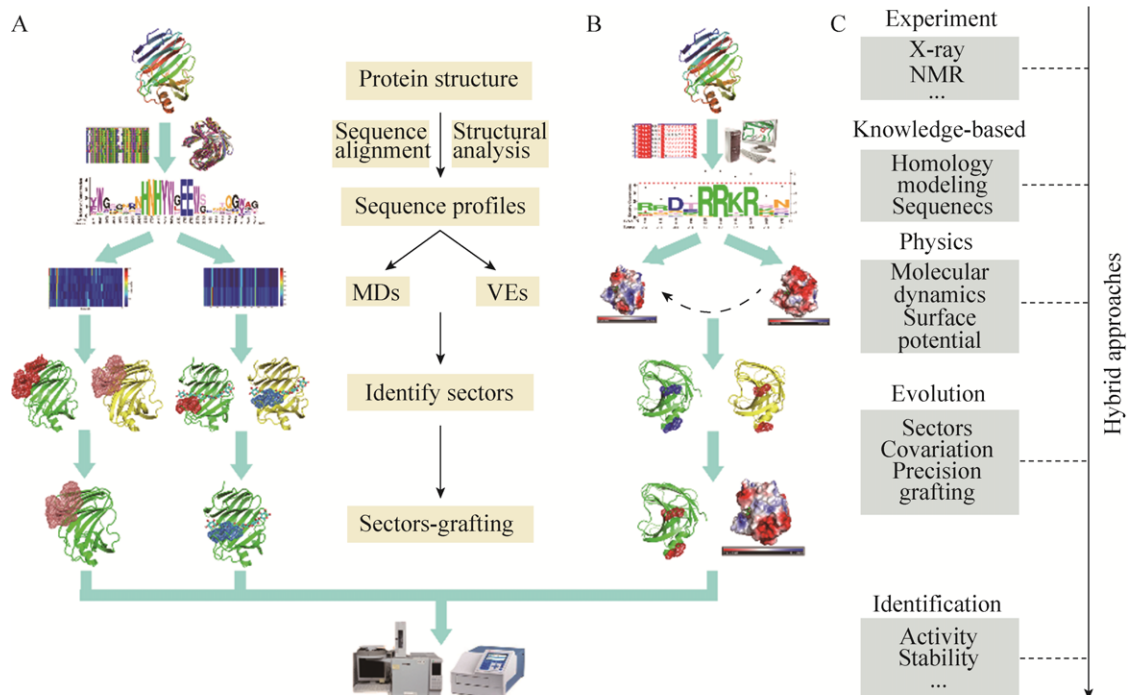 A
Protein structure
Sequence
alignment
Structural
analysis
Sequence profiles
MDs
VEs
Identify sectors
Sectors-grafting
B
RRKR
C
Experiment
X-ray
NMR
...
Knowledge-based
Homology
modeling
Sequenecs
Physics
Molecular
dynamics
Surface
potential
Evolution
Sectors
Covariation
Precision
grafting
Identification
Activity
Stability
...
Hybrid approaches